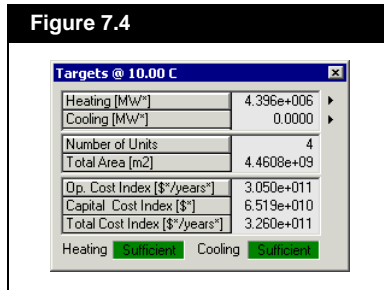 Figure 7.4
Targets @ 10.00 C
Heating [MW*] 4.396e+006
Cooling [MW*] 0.0000
Number of Units 4
Total Area [m2] 4.4608e+09
Op. Cost Index [$*/years*] 3.050e+011
Capital Cost Index [$*] 6.519e+010
Total Cost Index [$*/years*] 3.260e+011
Heating Sufficient Cooling Sufficient